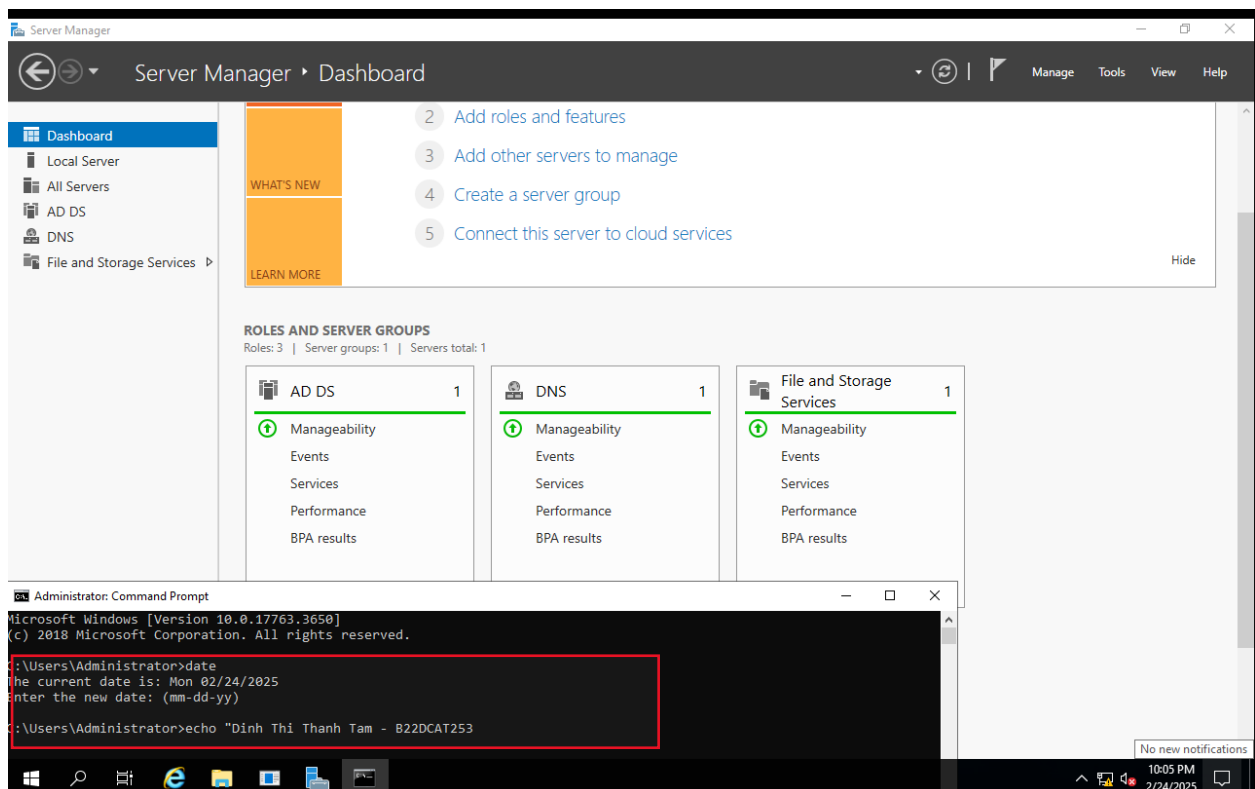 Server Manager
Server Manager ‣ Dashboard
Manage Tools View Help
Dashboard
Local Server
All Servers
AD DS
DNS
File and Storage Services
WHAT'S NEW
LEARN MORE
2 Add roles and features
3 Add other servers to manage
4 Create a server group
5 Connect this server to cloud services
Hide
ROLES AND SERVER GROUPS
Roles: 3 | Server groups: 1 | Servers total: 1
AD DS 1
Manageability
Events
Services
Performance
BPA results
DNS 1
Manageability
Events
Services
Performance
BPA results
File and Storage
Services 1
Manageability
Events
Services
Performance
BPA results
Administrator: Command Prompt
Microsoft Windows [Version 10.0.17763.3650]
(c) 2018 Microsoft Corporation. All rights reserved.
C:\Users\Administrator>date
The current date is: Mon 02/24/2025
Enter the new date: (mm-dd-yy)
C:\Users\Administrator>echo "Dinh Thi Thanh Tam - B22DCAT253
No new notifications
10:05 PM
2/24/2025